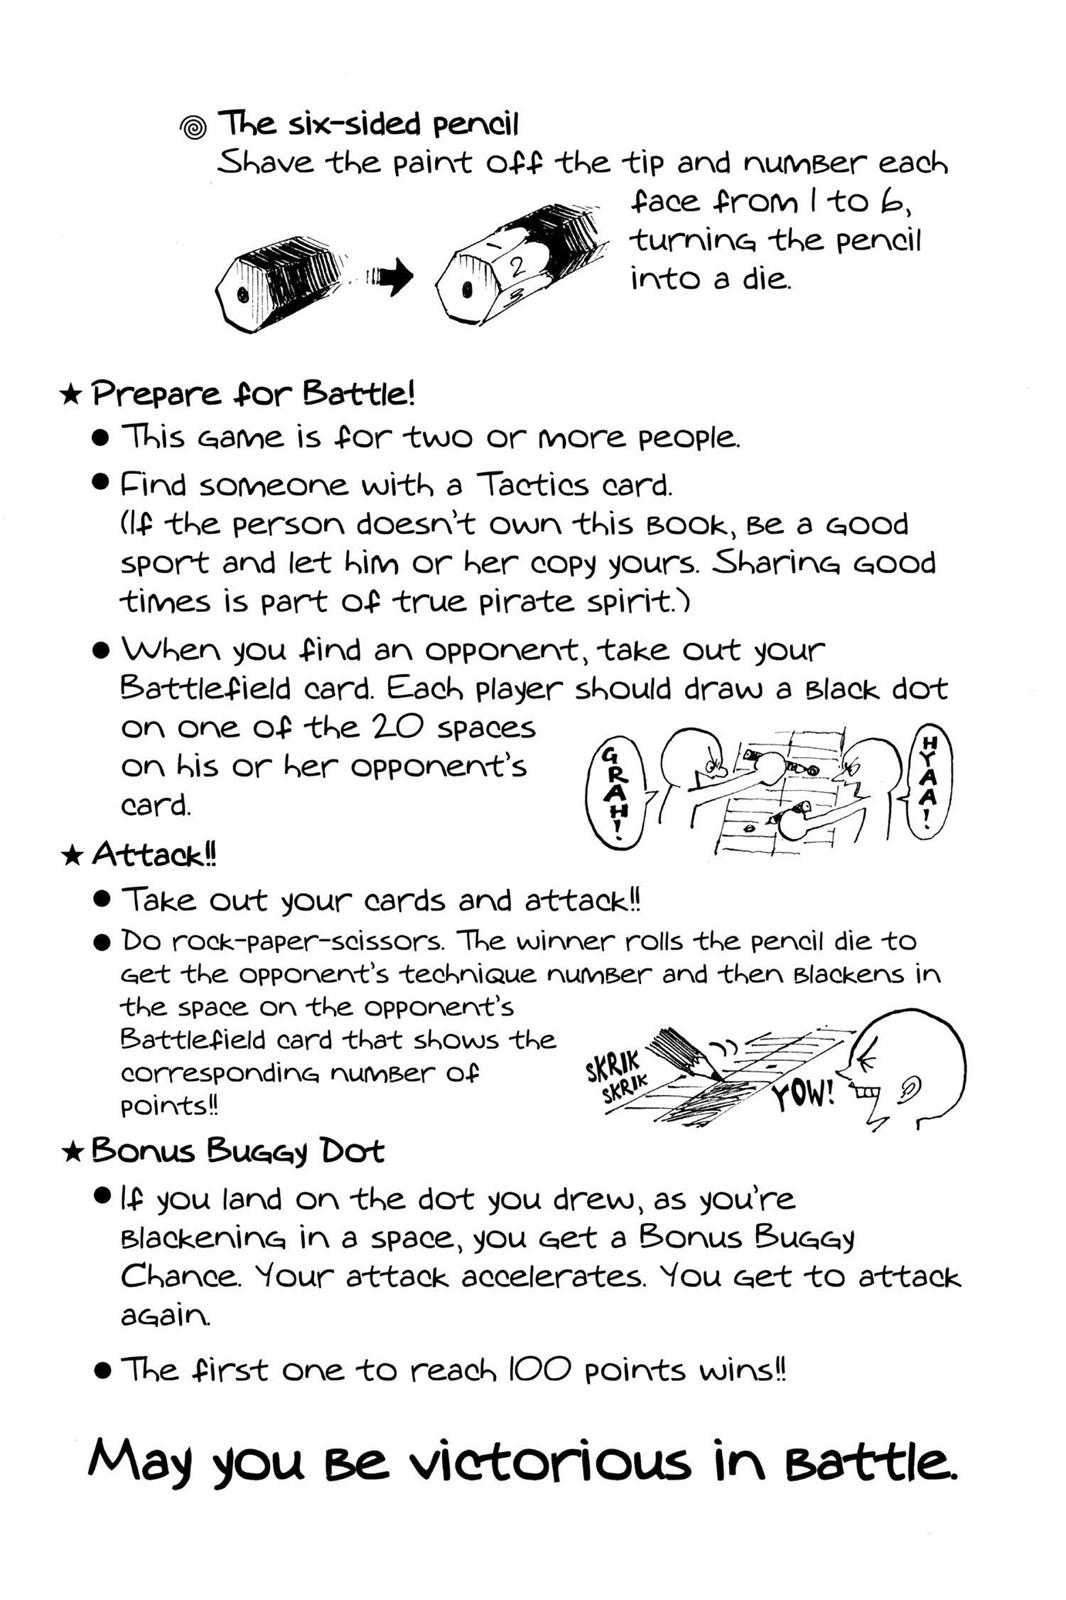 The six-sided pencil
Shave the paint off the tip and number each
face from 1 to 6,
turning the pencil
into a die.
1
2
3
★ Prepare for Battle!
● This game is for two or more people.
● Find someone with a Tactics card.
(If the person doesn't own this book, be a good
sport and let him or her copy yours. Sharing good
times is part of true pirate spirit.)
● When you find an opponent, take out your
Battlefield card. Each player should draw a black dot
on one of the 20 spaces
on his or her opponent's
card.
GRAH!
HYAA!
★ Attack!!
● Take out your cards and attack!!
● Do rock-paper-scissors. The winner rolls the pencil die to
get the opponent's technique number and then blackens in
the space on the opponent's
Battlefield card that shows the
corresponding number of
points!!
SKRIK
SKRIK
YOW!
★ Bonus Buggy Dot
● If you land on the dot you drew, as you're
blackening in a space, you get a Bonus Buggy
Chance. Your attack accelerates. You get to attack
again.
● The first one to reach 100 points wins!!
May you be victorious in battle.